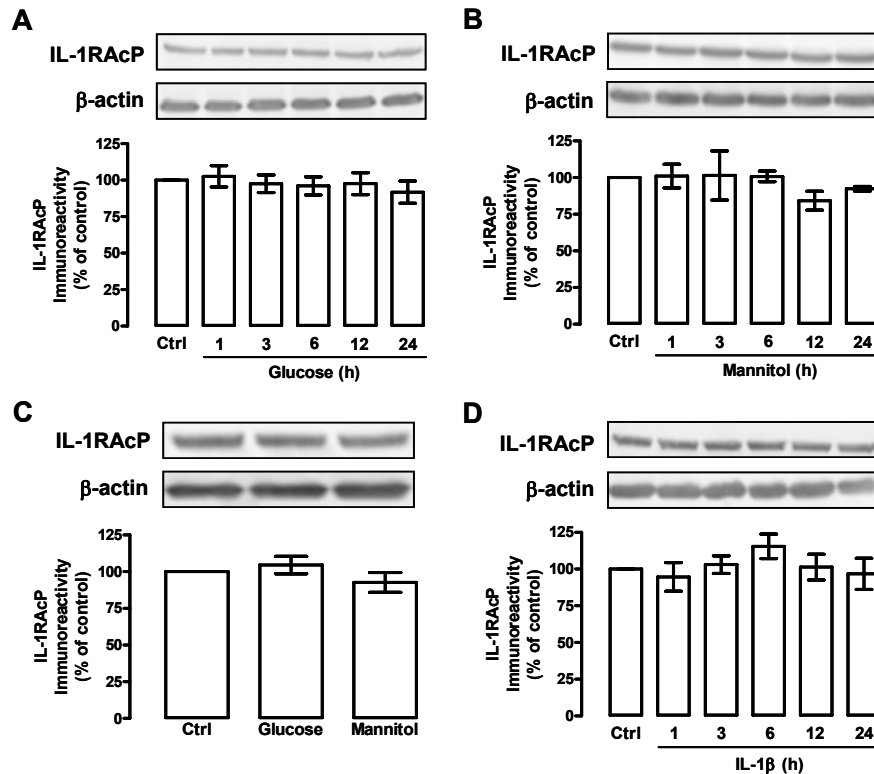 A
IL-1RAcP
β-actin
IL-1RAcP
Immunoreactivity
(% of control)
125
100
75
50
25
0
Ctrl 1 3 6 12 24
Glucose (h)
B
IL-1RAcP
β-actin
IL-1RAcP
Immunoreactivity
(% of control)
125
100
75
50
25
0
Ctrl 1 3 6 12 24
Mannitol (h)
C
IL-1RAcP
β-actin
IL-1RAcP
Immunoreactivity
(% of control)
125
100
75
50
25
0
Ctrl Glucose Mannitol
D
IL-1RAcP
β-actin
IL-1RAcP
Immunoreactivity
(% of control)
125
100
75
50
25
0
Ctrl 1 3 6 12 24
IL-1β (h)